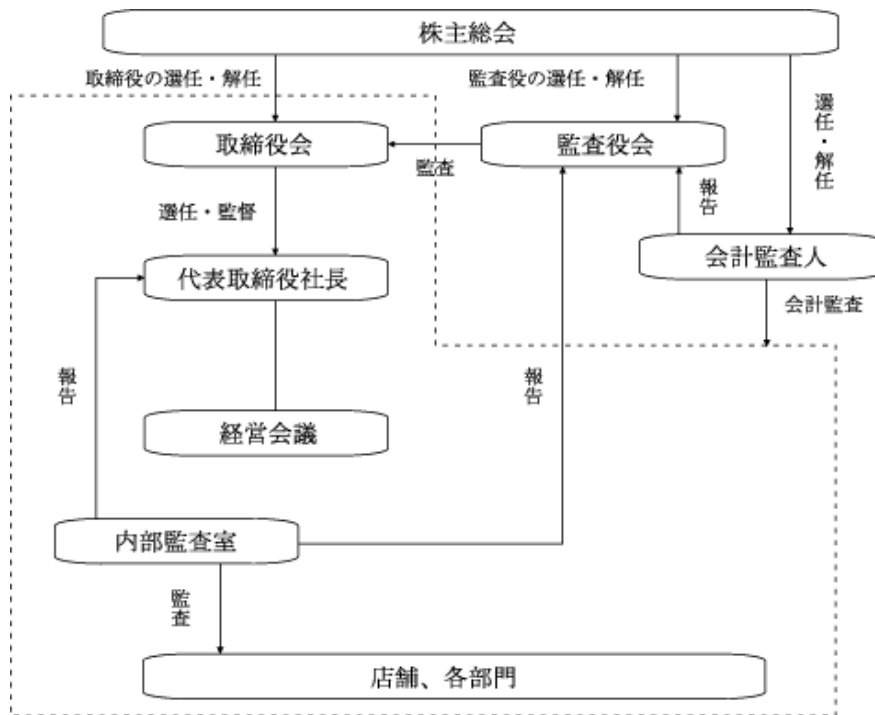 株主総会
取締役の選任・解任
監査役の選任・解任
選任・解任
取締役会
監査
監査役会
報告
選任・監督
会計監査人
代表取締役社長
会計監査
報告
報告
経営会議
内部監査室
監査
店舗、各部門